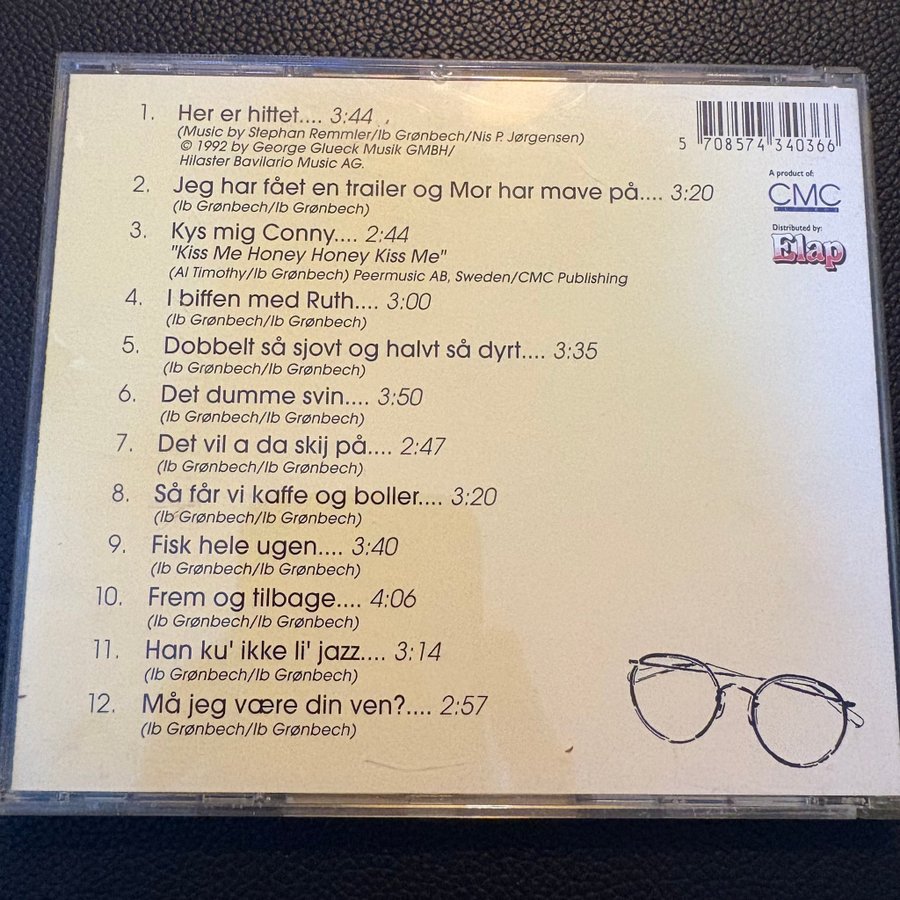 1. Her er hittet.... 3:44
(Music by Stephan Remmler/Ib Grønbech/Nis P. Jørgensen)
© 1992 by George Glueck Musik GMBH/
Hilaster Bavilario Music AG.
2. Jeg har fået en trailer og Mor har mave på.... 3:20
(Ib Grønbech/Ib Grønbech)
3. Kys mig Conny.... 2:44
"Kiss Me Honey Honey Kiss Me"
(Al Timothy/Ib Grønbech) Peermusic AB, Sweden/CMC Publishing
4. I biffen med Ruth.... 3:00
(Ib Grønbech/Ib Grønbech)
5. Dobbelt så sjovt og halvt så dyrt.... 3:35
(Ib Grønbech/Ib Grønbech)
6. Det dumme svin.... 3:50
(Ib Grønbech/Ib Grønbech)
7. Det vil a da skij på.... 2:47
(Ib Grønbech/Ib Grønbech)
8. Så får vi kaffe og boller.... 3:20
(Ib Grønbech/Ib Grønbech)
9. Fisk hele ugen.... 3:40
(Ib Grønbech/Ib Grønbech)
10. Frem og tilbage.... 4:06
(Ib Grønbech/Ib Grønbech)
11. Han ku' ikke li' jazz.... 3:14
(Ib Grønbech/Ib Grønbech)
12. Må jeg være din ven?.... 2:57
(Ib Grønbech/Ib Grønbech)
5 708574 340366
A product of:
CMC
Distributed by:
Elap